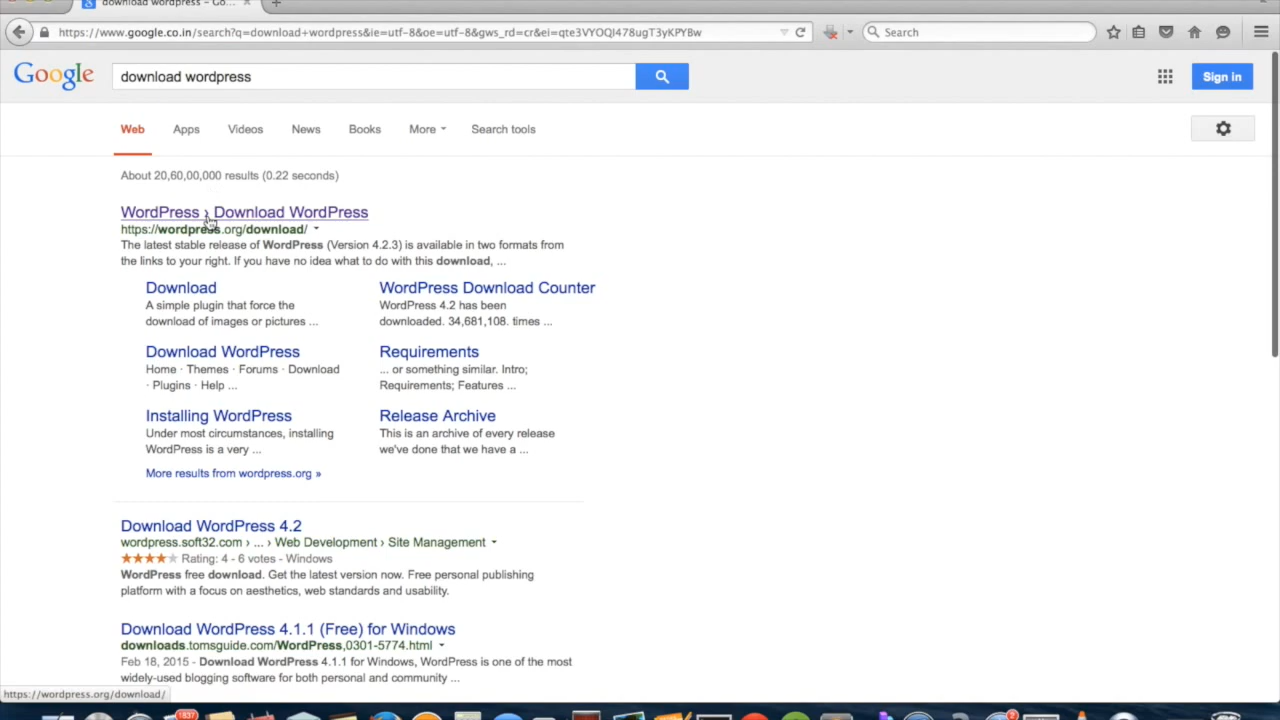 download wordpress - Go...
https://www.google.co.in/search?q=download+wordpress&ie=utf-8&oe=utf-8&gws_rd=cr&ei=qte3VYOQI478ugT3yKPYBw
Search
Google
download wordpress
Sign in
Web Apps Videos News Books More Search tools
About 20,60,00,000 results (0.22 seconds)
WordPress › Download WordPress
https://wordpress.org/download/
The latest stable release of WordPress (Version 4.2.3) is available in two formats from
the links to your right. If you have no idea what to do with this download, ...
Download
A simple plugin that force the
download of images or pictures ...
WordPress Download Counter
WordPress 4.2 has been
downloaded. 34,681,108. times ...
Download WordPress
Home · Themes · Forums · Download
· Plugins · Help ...
Requirements
... or something similar. Intro;
Requirements; Features ...
Installing WordPress
Under most circumstances, installing
WordPress is a very ...
Release Archive
This is an archive of every release
we've done that we have a ...
More results from wordpress.org »
Download WordPress 4.2
wordpress.soft32.com › ... › Web Development › Site Management
Rating: 4 - 6 votes - Windows
WordPress free download. Get the latest version now. Free personal publishing
platform with a focus on aesthetics, web standards and usability.
Download WordPress 4.1.1 (Free) for Windows
downloads.tomsguide.com/WordPress,0301-5774.html
Feb 18, 2015 - Download WordPress 4.1.1 for Windows, WordPress is one of the most
widely-used blogging software for both personal and community ...
https://wordpress.org/download/
1837
2